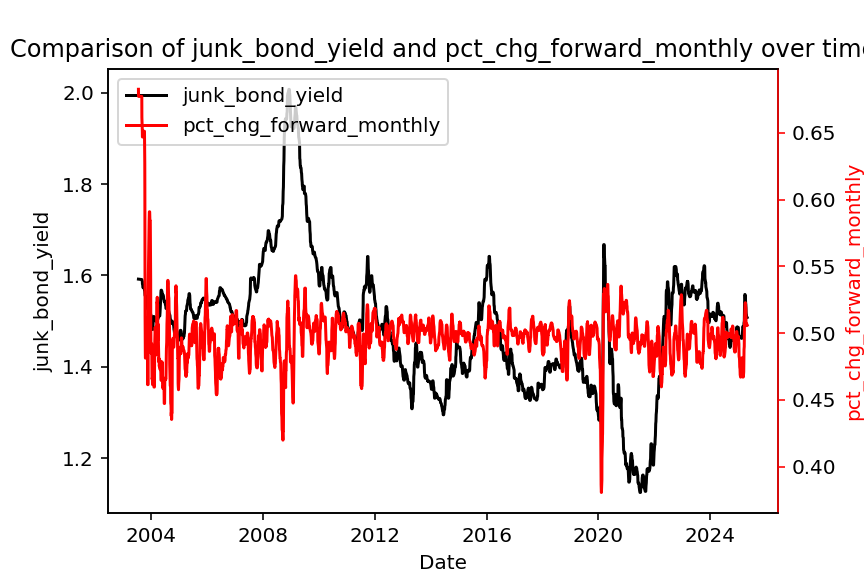 Comparison of junk_bond_yield and pct_chg_forward_monthly over time
junk_bond_yield
pct_chg_forward_monthly
2.0
1.8
1.6
1.4
1.2
junk_bond_yield
0.65
0.60
0.55
0.50
0.45
0.40
pct_chg_forward_monthly
2004
2008
2012
2016
2020
2024
Date